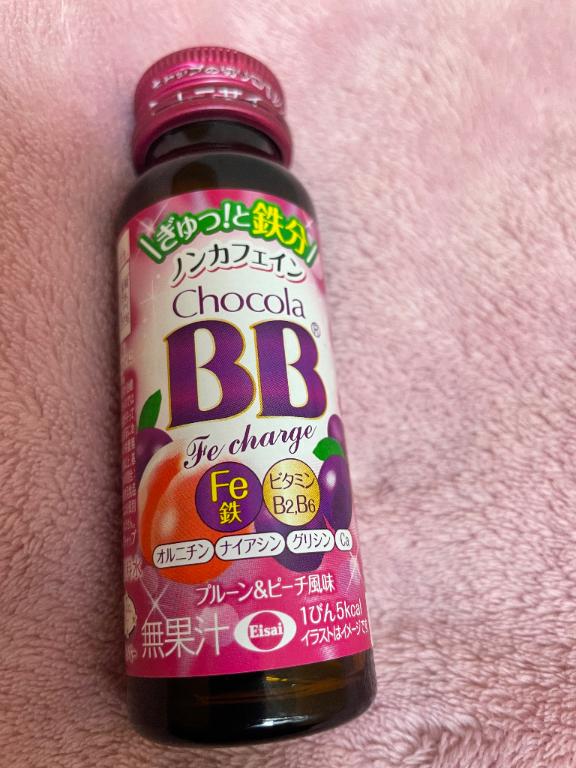 ぎゅっ!と鉄分
ノンカフェイン
Chocola
BB®
Fe charge
Fe
鉄
ビタミン
B2,B6
オルニチン ナイアシン グリシン Ca
プルーン&ピーチ風味
無果汁 Eisai 1びん5kcal
イラストはイメージです